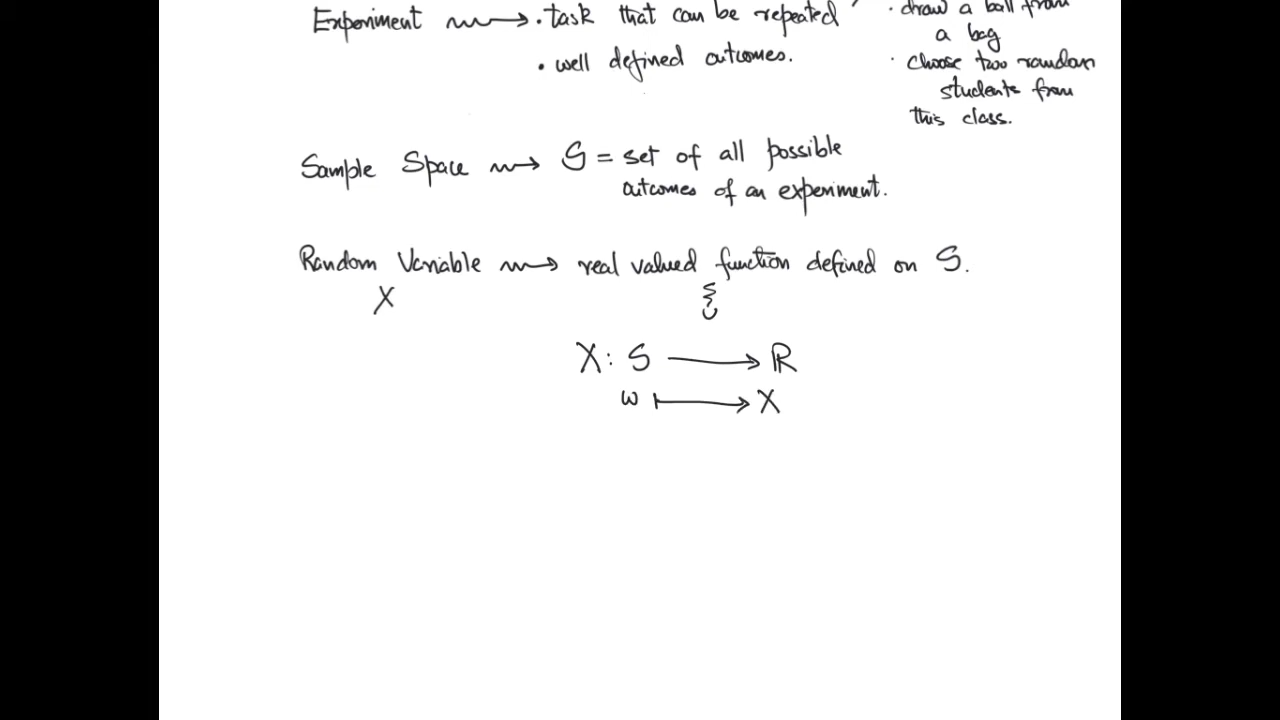 Experiment ⟿ · task that can be repeated
· well defined outcomes.
· draw a ball from
a bag
· choose two random
students from
this class.
Sample Space ⟿ S = set of all possible
outcomes of an experiment.
Random Variable ⟿ real valued function defined on S.
X
X: S ⟶ ℝ
ω ⟼ X